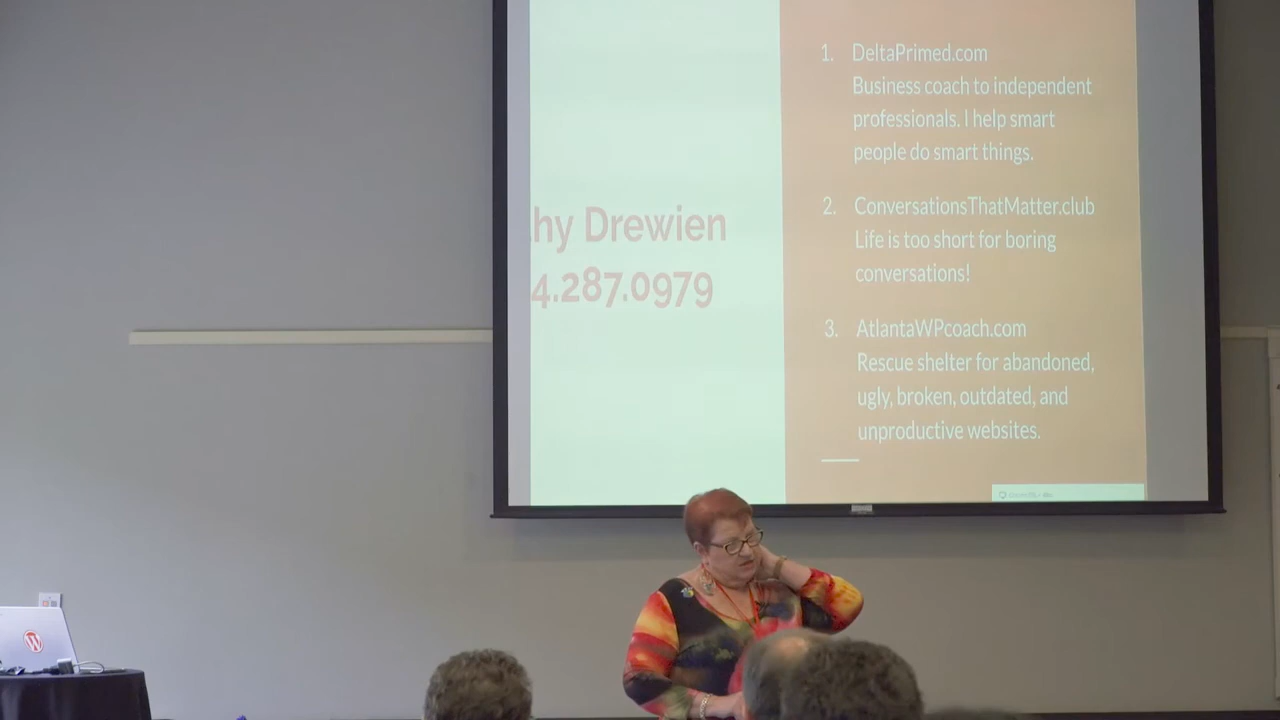 hy Drewien
4.287.0979
1. DeltaPrimed.com
Business coach to independent
professionals. I help smart
people do smart things.
2. ConversationsThatMatter.club
Life is too short for boring
conversations!
3. AtlantaWPcoach.com
Rescue shelter for abandoned,
ugly, broken, outdated, and
unproductive websites.